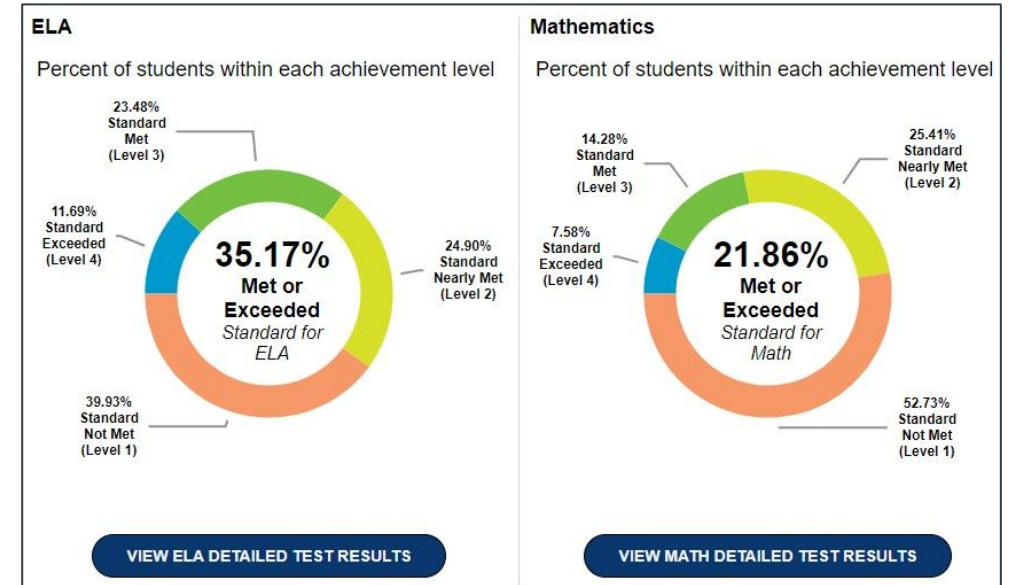 ELA
Percent of students within each achievement level
23.48%
Standard
Met
(Level 3)
11.69%
Standard
Exceeded
(Level 4)
35.17%
Met or
Exceeded
Standard for
ELA
24.90%
Standard
Nearly Met
(Level 2)
39.93%
Standard
Not Met
(Level 1)
VIEW ELA DETAILED TEST RESULTS
Mathematics
Percent of students within each achievement level
14.28%
Standard
Met
(Level 3)
25.41%
Standard
Nearly Met
(Level 2)
7.58%
Standard
Exceeded
(Level 4)
21.86%
Met or
Exceeded
Standard for
Math
52.73%
Standard
Not Met
(Level 1)
VIEW MATH DETAILED TEST RESULTS